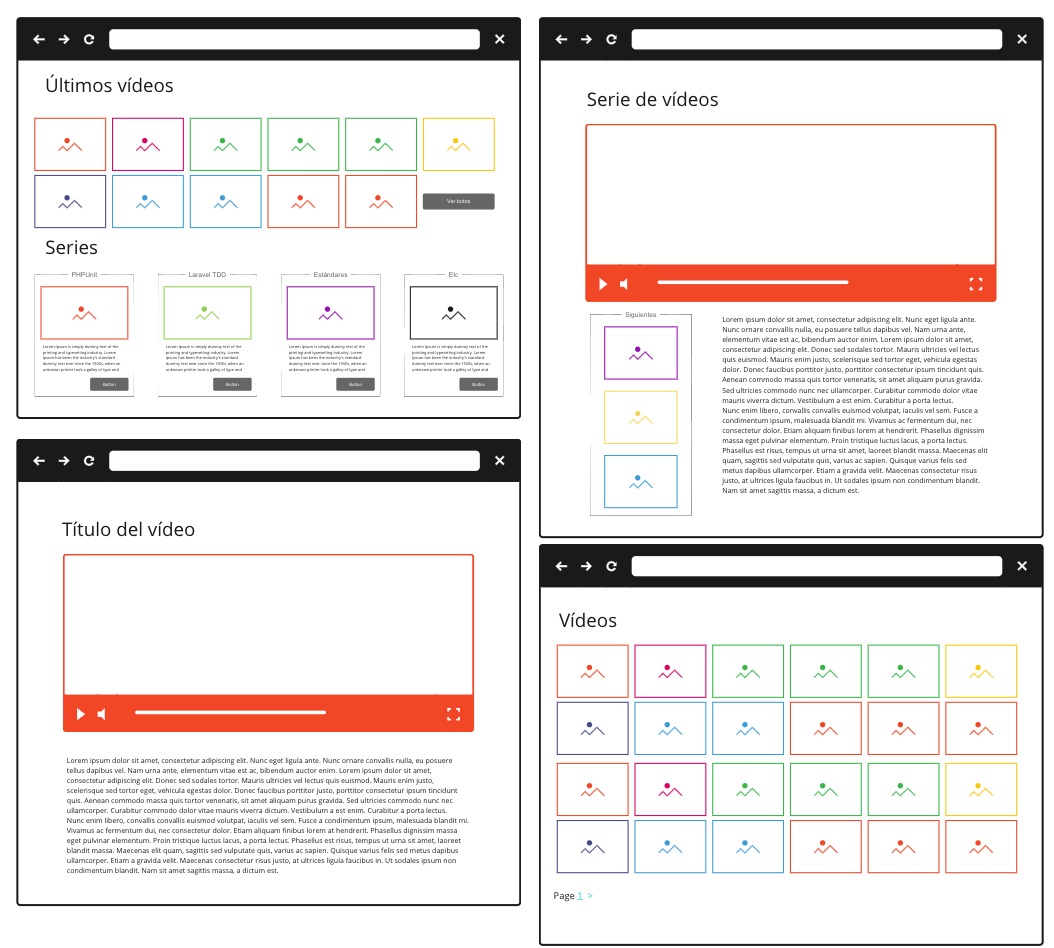 Últimos vídeos
Ver todos
Series
PHPUnit
Lorem Ipsum is simply dummy text of the
printing and typesetting industry. Lorem
Ipsum has been the industry's standard
dummy text ever since the 1500s, when an
unknown printer took a galley of type and
Button
Laravel TDD
Lorem Ipsum is simply dummy text of the
printing and typesetting industry. Lorem
Ipsum has been the industry's standard
dummy text ever since the 1500s, when an
unknown printer took a galley of type and
Button
Estándares
Lorem Ipsum is simply dummy text of the
printing and typesetting industry. Lorem
Ipsum has been the industry's standard
dummy text ever since the 1500s, when an
unknown printer took a galley of type and
Button
Etc
Lorem Ipsum is simply dummy text of the
printing and typesetting industry. Lorem
Ipsum has been the industry's standard
dummy text ever since the 1500s, when an
unknown printer took a galley of type and
Button
Serie de vídeos
Siguientes
Lorem ipsum dolor sit amet, consectetur adipiscing elit. Nunc eget ligula ante.
Nunc ornare convallis nulla, eu posuere tellus dapibus vel. Nam urna ante,
elementum vitae est ac, bibendum auctor enim. Lorem ipsum dolor sit amet,
consectetur adipiscing elit. Donec sed sodales tortor. Mauris ultricies vel lectus
quis euismod. Mauris enim justo, scelerisque sed tortor eget, vehicula egestas
dolor. Donec faucibus porttitor justo, porttitor consectetur ipsum tincidunt quis.
Aenean commodo massa quis tortor venenatis, sit amet aliquam purus gravida.
Sed ultricies commodo nunc nec ullamcorper. Curabitur commodo dolor vitae
mauris viverra dictum. Vestibulum a est enim. Curabitur a porta lectus.
Nunc enim libero, convallis convallis euismod volutpat, iaculis vel sem. Fusce a
condimentum ipsum, malesuada blandit mi. Vivamus ac fermentum dui, nec
consectetur dolor. Etiam aliquam finibus lorem at hendrerit. Phasellus dignissim
massa eget pulvinar elementum. Proin tristique luctus lacus, a porta lectus.
Phasellus est risus, tempus ut urna sit amet, laoreet blandit massa. Maecenas elit
quam, sagittis sed vulputate quis, varius ac sapien. Quisque varius felis sed
metus dapibus ullamcorper. Etiam a gravida velit. Maecenas consectetur risus
justo, at ultrices ligula faucibus in. Ut sodales ipsum non condimentum blandit.
Nam sit amet sagittis massa, a dictum est.
Título del vídeo
Lorem ipsum dolor sit amet, consectetur adipiscing elit. Nunc eget ligula ante. Nunc ornare convallis nulla, eu posuere
tellus dapibus vel. Nam urna ante, elementum vitae est ac, bibendum auctor enim. Lorem ipsum dolor sit amet,
consectetur adipiscing elit. Donec sed sodales tortor. Mauris ultricies vel lectus quis euismod. Mauris enim justo,
scelerisque sed tortor eget, vehicula egestas dolor. Donec faucibus porttitor justo, porttitor consectetur ipsum tincidunt
quis. Aenean commodo massa quis tortor venenatis, sit amet aliquam purus gravida. Sed ultricies commodo nunc nec
ullamcorper. Curabitur commodo dolor vitae mauris viverra dictum. Vestibulum a est enim. Curabitur a porta lectus.
Nunc enim libero, convallis convallis euismod volutpat, iaculis vel sem. Fusce a condimentum ipsum, malesuada blandit mi.
Vivamus ac fermentum dui, nec consectetur dolor. Etiam aliquam finibus lorem at hendrerit. Phasellus dignissim massa
eget pulvinar elementum. Proin tristique luctus lacus, a porta lectus. Phasellus est risus, tempus ut urna sit amet, laoreet
blandit massa. Maecenas elit quam, sagittis sed vulputate quis, varius ac sapien. Quisque varius felis sed metus dapibus
ullamcorper. Etiam a gravida velit. Maecenas consectetur risus justo, at ultrices ligula faucibus in. Ut sodales ipsum non
condimentum blandit. Nam sit amet sagittis massa, a dictum est.
Vídeos
Page 1 >